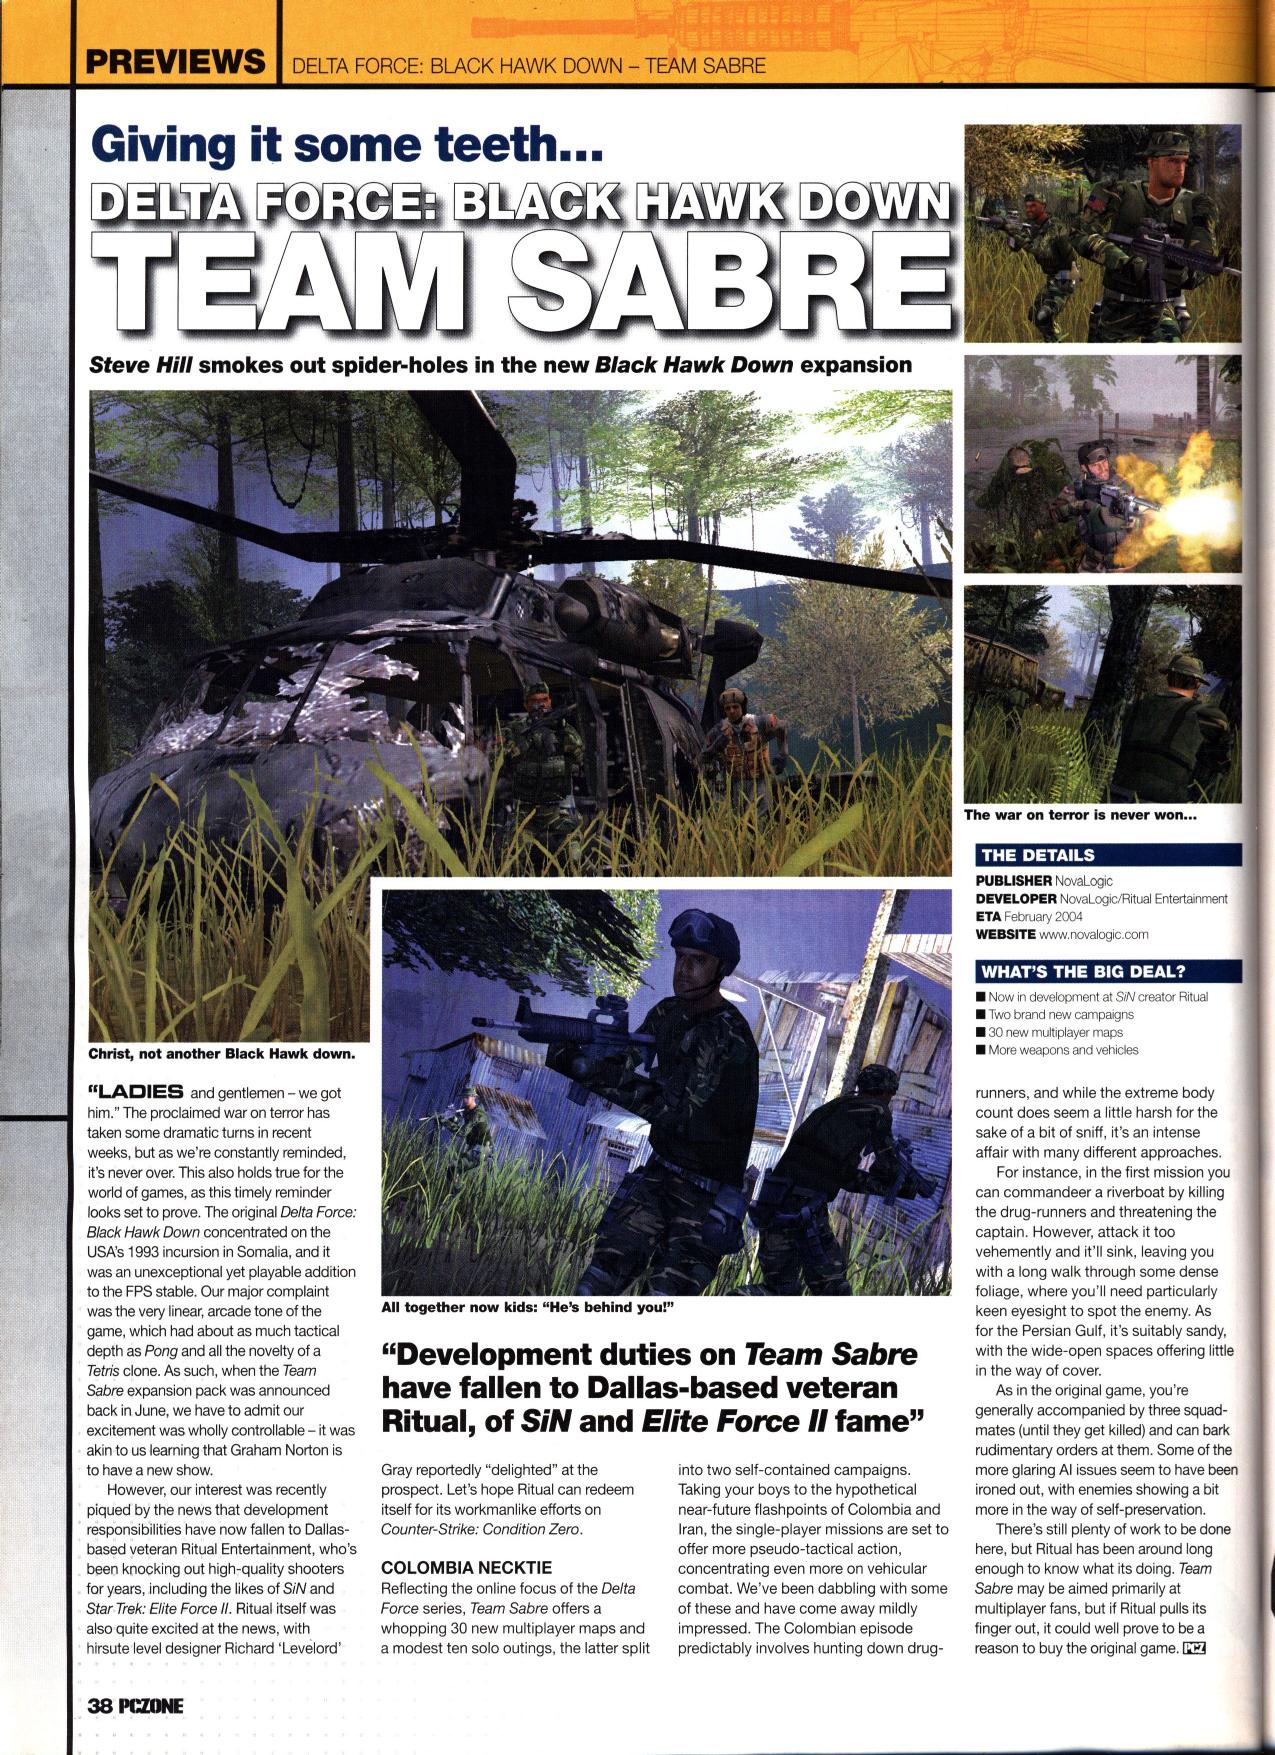 PREVIEWS
DELTA FORCE: BLACK HAWK DOWN – TEAM SABRE
Giving it some teeth...
DELTA FORCE: BLACK HAWK DOWN
TEAM SABRE
Steve Hill smokes out spider-holes in the new Black Hawk Down expansion
Christ, not another Black Hawk down.
“LADIES and gentlemen – we got
him.” The proclaimed war on terror has
taken some dramatic turns in recent
weeks, but as we’re constantly reminded,
it’s never over. This also holds true for the
world of games, as this timely reminder
looks set to prove. The original Delta Force:
Black Hawk Down concentrated on the
USA’s 1993 incursion in Somalia, and it
was an unexceptional yet playable addition
to the FPS stable. Our major complaint
was the very linear, arcade tone of the
game, which had about as much tactical
depth as Pong and all the novelty of a
Tetris clone. As such, when the Team
Sabre expansion pack was announced
back in June, we have to admit our
excitement was wholly controllable – it was
akin to us learning that Graham Norton is
to have a new show.
However, our interest was recently
piqued by the news that development
responsibilities have now fallen to Dallas-
based veteran Ritual Entertainment, who’s
been knocking out high-quality shooters
for years, including the likes of SiN and
Star Trek: Elite Force II. Ritual itself was
also quite excited at the news, with
hirsute level designer Richard ‘Levelord’
All together now kids: “He’s behind you!”
“Development duties on Team Sabre
have fallen to Dallas-based veteran
Ritual, of SiN and Elite Force II fame”
Gray reportedly “delighted” at the
prospect. Let’s hope Ritual can redeem
itself for its workmanlike efforts on
Counter-Strike: Condition Zero.
COLOMBIA NECKTIE
Reflecting the online focus of the Delta
Force series, Team Sabre offers a
whopping 30 new multiplayer maps and
a modest ten solo outings, the latter split
into two self-contained campaigns.
Taking your boys to the hypothetical
near-future flashpoints of Colombia and
Iran, the single-player missions are set to
offer more pseudo-tactical action,
concentrating even more on vehicular
combat. We’ve been dabbling with some
of these and have come away mildly
impressed. The Colombian episode
predictably involves hunting down drug-
The war on terror is never won...
THE DETAILS
PUBLISHER NovaLogic
DEVELOPER NovaLogic/Ritual Entertainment
ETA February 2004
WEBSITE www.novalogic.com
WHAT’S THE BIG DEAL?
■ Now in development at SiN creator Ritual
■ Two brand new campaigns
■ 30 new multiplayer maps
■ More weapons and vehicles
runners, and while the extreme body
count does seem a little harsh for the
sake of a bit of sniff, it’s an intense
affair with many different approaches.
For instance, in the first mission you
can commandeer a riverboat by killing
the drug-runners and threatening the
captain. However, attack it too
vehemently and it’ll sink, leaving you
with a long walk through some dense
foliage, where you’ll need particularly
keen eyesight to spot the enemy. As
for the Persian Gulf, it’s suitably sandy,
with the wide-open spaces offering little
in the way of cover.
As in the original game, you’re
generally accompanied by three squad-
mates (until they get killed) and can bark
rudimentary orders at them. Some of the
more glaring AI issues seem to have been
ironed out, with enemies showing a bit
more in the way of self-preservation.
There’s still plenty of work to be done
here, but Ritual has been around long
enough to know what its doing. Team
Sabre may be aimed primarily at
multiplayer fans, but if Ritual pulls its
finger out, it could well prove to be a
reason to buy the original game. PCZ
38 PCZONE